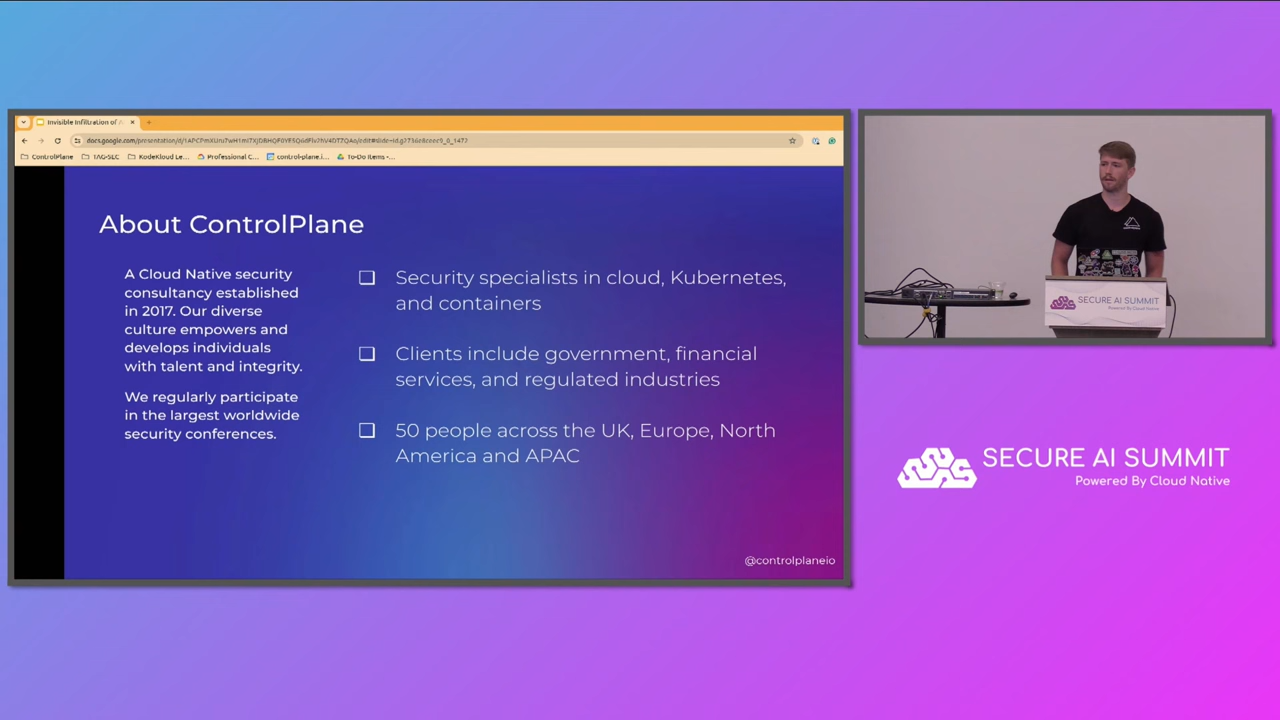 Invisible Infiltration of A
ControlPlane
TAG-SEC
KodeKloud Le...
Professional C...
control-plane.i...
To-Do Items -...
About ControlPlane
A Cloud Native security
consultancy established
in 2017. Our diverse
culture empowers and
develops individuals
with talent and integrity.
We regularly participate
in the largest worldwide
security conferences.
Security specialists in cloud, Kubernetes,
and containers
Clients include government, financial
services, and regulated industries
50 people across the UK, Europe, North
America and APAC
@controlplaneio
SECURE AI SUMMIT
Powered By Cloud Native
SECURE AI SUMMIT
Powered By Cloud Native